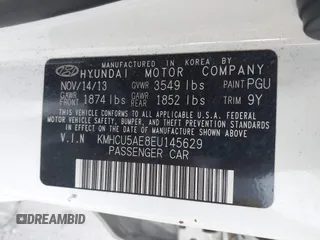 MANUFACTURED IN KOREA BY
HYUNDAI MOTOR COMPANY
NOV/14/13 GVWR 3549 lbs PAINT PGU
GAWR FRONT 1874 lbs GAWR REAR 1852 lbs TRIM 9Y
THIS VEHICLE CONFORMS TO ALL APPLICABLE U.S.A. FEDERAL
MOTOR VEHICLE SAFETY, BUMPER, AND THEFT PREVENTION
STANDARDS IN EFFECT ON THE DATE OF MANUFACTURE SHOWN ABOVE.
V.I.N KMHCU5AE8EU145629
PASSENGER CAR
DREAMBID